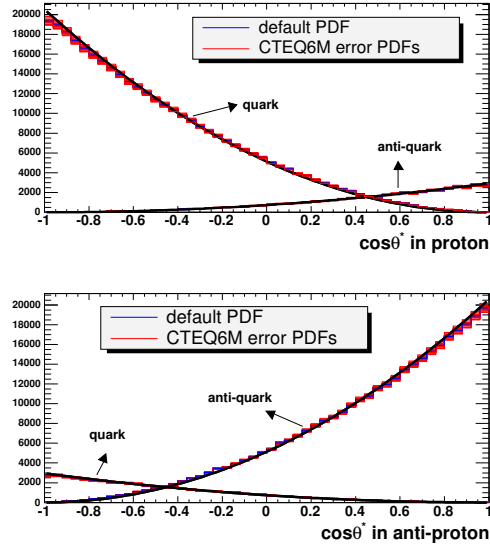 20000
default PDF
18000
CTEQ6M error PDFs
16000
14000
12000
quark
10000
8000
anti-quark
6000
4000
2000
0
-1 -0.8 -0.6 -0.4 -0.2 0 0.2 0.4 0.6 0.8 1
cosθ* in proton
20000
default PDF
18000
CTEQ6M error PDFs
16000
14000
12000
anti-quark
10000
8000
quark
6000
4000
2000
0
-1 -0.8 -0.6 -0.4 -0.2 0 0.2 0.4 0.6 0.8 1
cosθ* in anti-proton